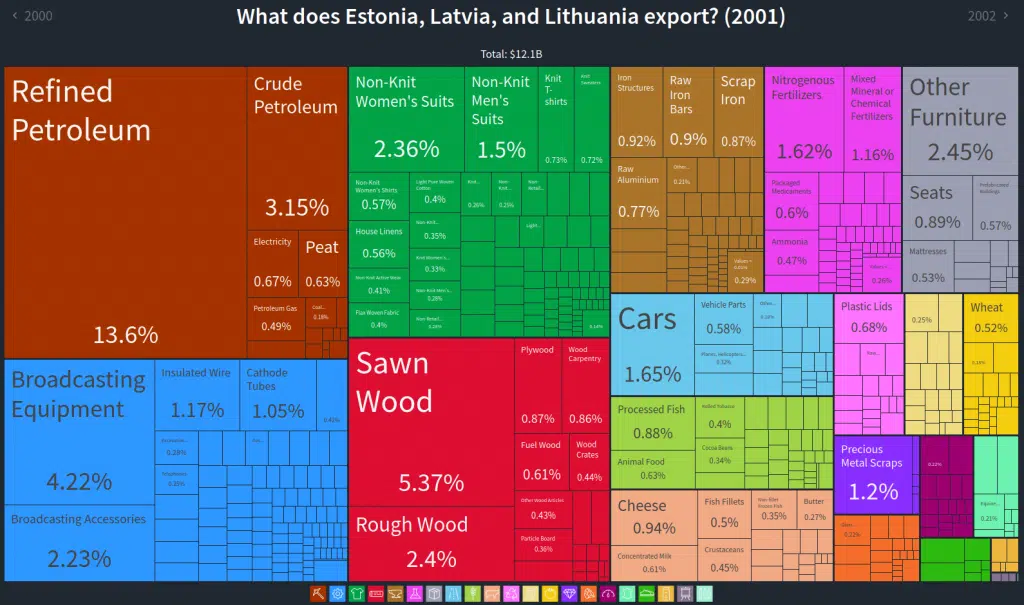 2000
What does Estonia, Latvia, and Lithuania export? (2001)
2002
Total: $12.1B
Refined
Petroleum
13.6%
Crude
Petroleum
3.15%
Electricity
0.67%
Peat
0.63%
Petroleum Gas
0.49%
Coal...
0.18%
Broadcasting
Equipment
4.22%
Broadcasting Accessories
2.23%
Insulated Wire
1.17%
Cathode
Tubes
1.05%
0.42%
0.28%
Telephones
0.25%
Non-Knit
Women's Suits
2.36%
Non-Knit
Men's
Suits
1.5%
Knit
T-
shirts
0.73%
Knit
Sweaters
0.72%
Non-Knit
Women's Shirts
0.57%
House Linens
0.56%
Non-Knit Active Wear
0.41%
Flax Woven Fabric
0.4%
Light Pure Woven
Cotton
0.4%
Non-Knit...
0.35%
Knit Women's...
0.33%
Non-Knit Men's...
0.28%
Non-Retail...
0.28%
Knit...
0.26%
Non-
Knit...
0.25%
Non-
Retail...
Light...
0.14%
Sawn
Wood
5.37%
Rough Wood
2.4%
Plywood
0.87%
Wood
Carpentry
0.86%
Fuel Wood
0.61%
Wood
Crates
0.44%
Other Wood Articles
0.43%
Particle Board
0.36%
Iron
Structures
0.92%
Raw
Iron
Bars
0.9%
Scrap
Iron
0.87%
Raw
Aluminium
0.77%
Other...
0.21%
0.29%
Nitrogenous
Fertilizers
1.62%
Mixed
Mineral or
Chemical
Fertilizers
1.16%
Packaged
Medicaments
0.6%
Ammonia
0.47%
0.26%
Other
Furniture
2.45%
Seats
0.89%
Prefabricated
Buildings
0.57%
Mattresses
0.53%
Cars
1.65%
Vehicle Parts
0.58%
Planes, Helicopters,...
0.32%
Other...
Processed Fish
0.88%
Animal Food
0.63%
Rolled Tobacco
0.4%
Cocoa Beans
0.34%
Cheese
0.94%
Concentrated Milk
0.61%
Fish Fillets
0.5%
Crustaceans
0.45%
Non-fillet
Frozen Fish
0.35%
Butter
0.27%
Plastic Lids
0.68%
0.25%
Wheat
0.52%
Precious
Metal Scraps
1.2%
0.22%
0.21%